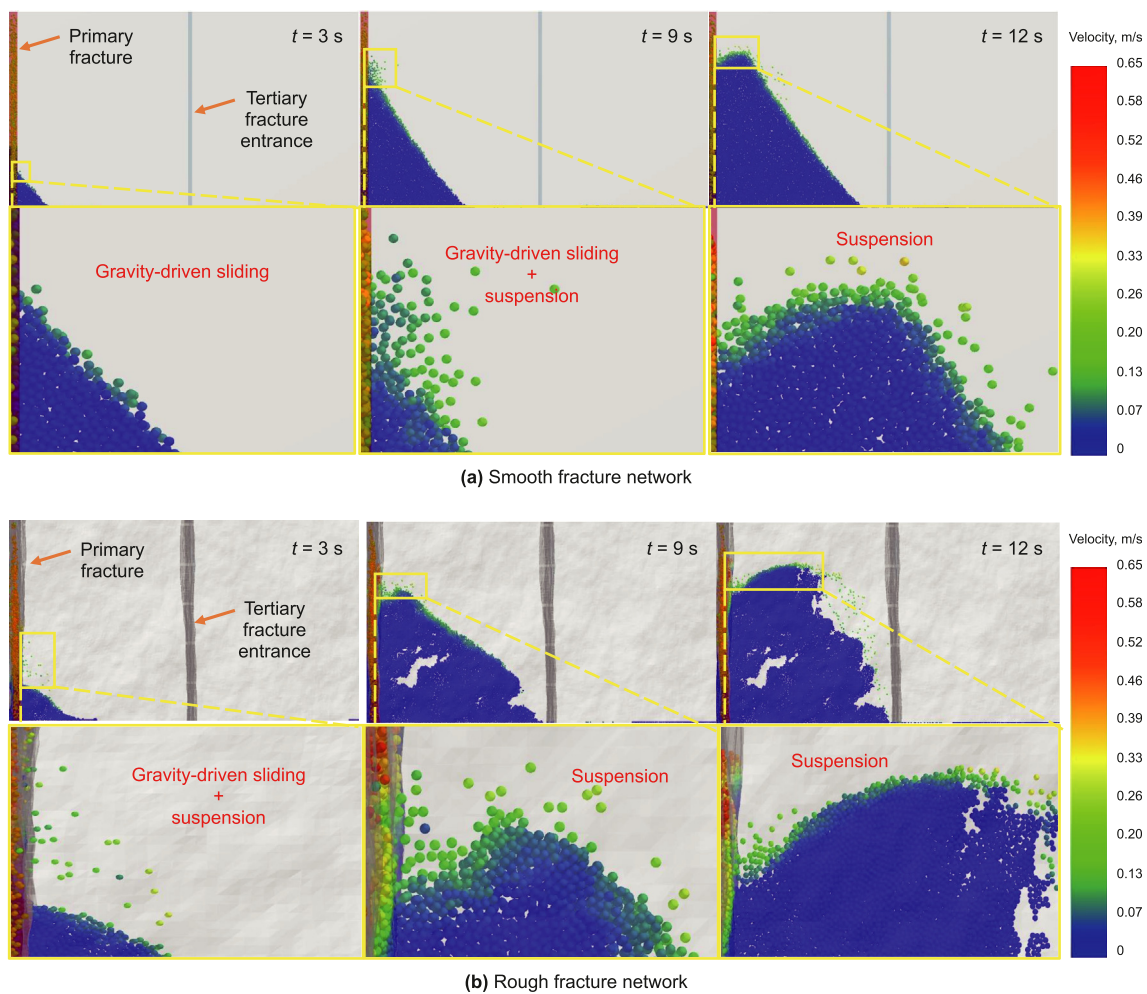 Primary
fracture
t = 3 s
Tertiary
fracture
entrance
t = 9 s
t = 12 s
Gravity-driven sliding
Gravity-driven sliding
+
suspension
Suspension
Velocity, m/s
0.65
0.58
0.52
0.46
0.39
0.33
0.26
0.20
0.13
0.07
0
(a) Smooth fracture network
Primary
fracture
t = 3 s
Tertiary
fracture
entrance
t = 9 s
t = 12 s
Gravity-driven sliding
+
suspension
Suspension
Suspension
Velocity, m/s
0.65
0.58
0.52
0.46
0.39
0.33
0.26
0.20
0.13
0.07
0
(b) Rough fracture network